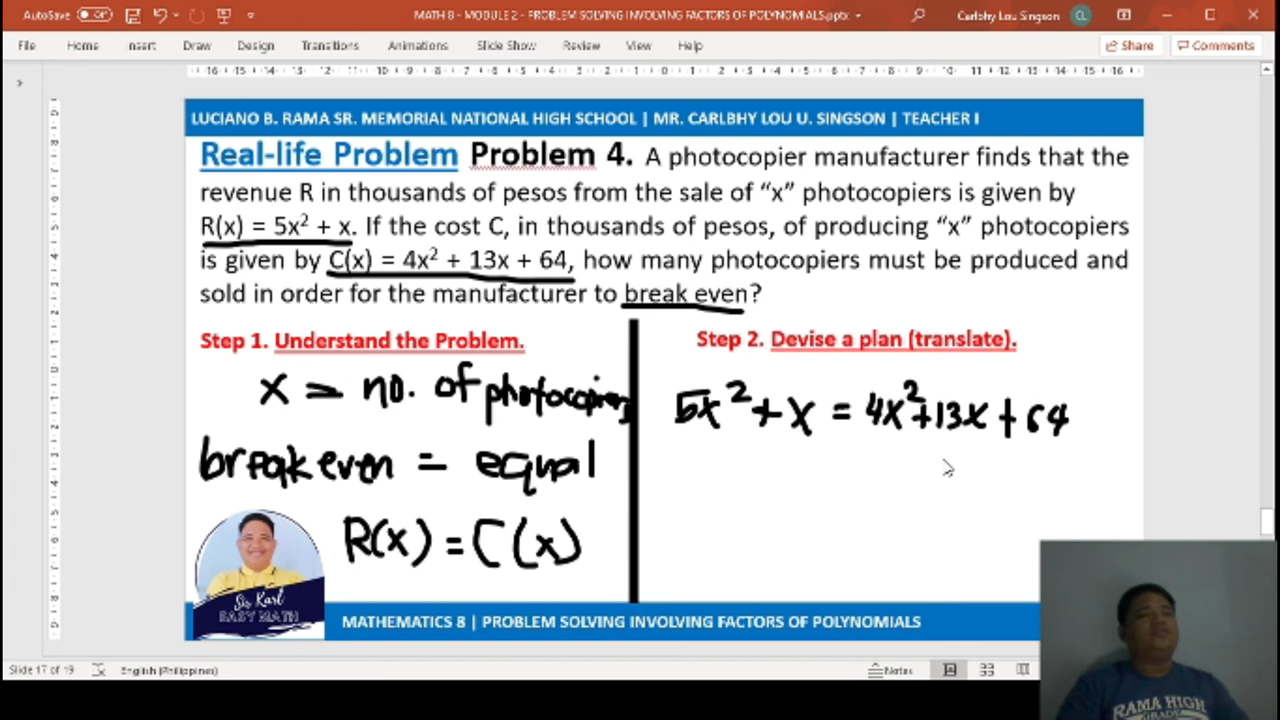 AutoSave Off MATH 8 - MODULE 2 - PROBLEM SOLVING INVOLVING FACTORS OF POLYNOMIALS.pptx Carlbhy Lou Singson CL
File Home Insert Draw Design Transitions Animations Slide Show Review View Help Share Comments
LUCIANO B. RAMA SR. MEMORIAL NATIONAL HIGH SCHOOL | MR. CARLBHY LOU U. SINGSON | TEACHER I
Real-life Problem Problem 4. A photocopier manufacturer finds that the
revenue R in thousands of pesos from the sale of “x” photocopiers is given by
R(x) = 5x² + x. If the cost C, in thousands of pesos, of producing “x” photocopiers
is given by C(x) = 4x² + 13x + 64, how many photocopiers must be produced and
sold in order for the manufacturer to break even?
Step 1. Understand the Problem.
x = no. of photocopiers
break even = equal
R(x) = C(x)
Step 2. Devise a plan (translate).
5x² + x = 4x² + 13x + 64
Sir Karl
EASY MATH
MATHEMATICS 8 | PROBLEM SOLVING INVOLVING FACTORS OF POLYNOMIALS
Slide 17 of 19 English (Philippines) Notes
RAMA HIGH